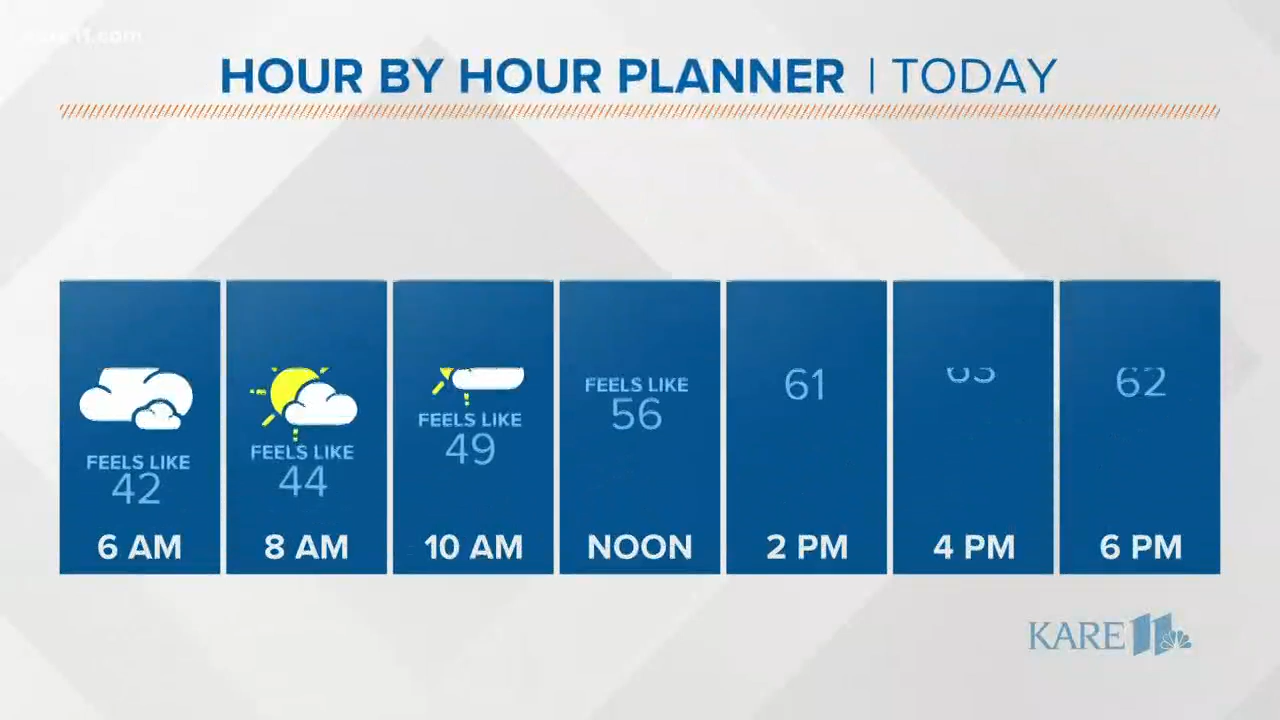 HOUR BY HOUR PLANNER | TODAY
FEELS LIKE
42
6 AM
FEELS LIKE
44
8 AM
FEELS LIKE
49
10 AM
FEELS LIKE
56
NOON
61
2 PM
4 PM
62
6 PM
KARE 11